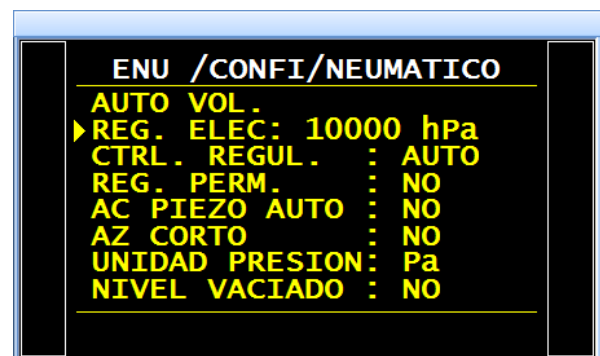 ENU /CONFI/NEUMATICO
AUTO VOL.
REG. ELEC: 10000 hPa
CTRL. REGUL. : AUTO
REG. PERM. : NO
AC PIEZO AUTO : NO
AZ CORTO : NO
UNIDAD PRESION: Pa
NIVEL VACIADO : NO